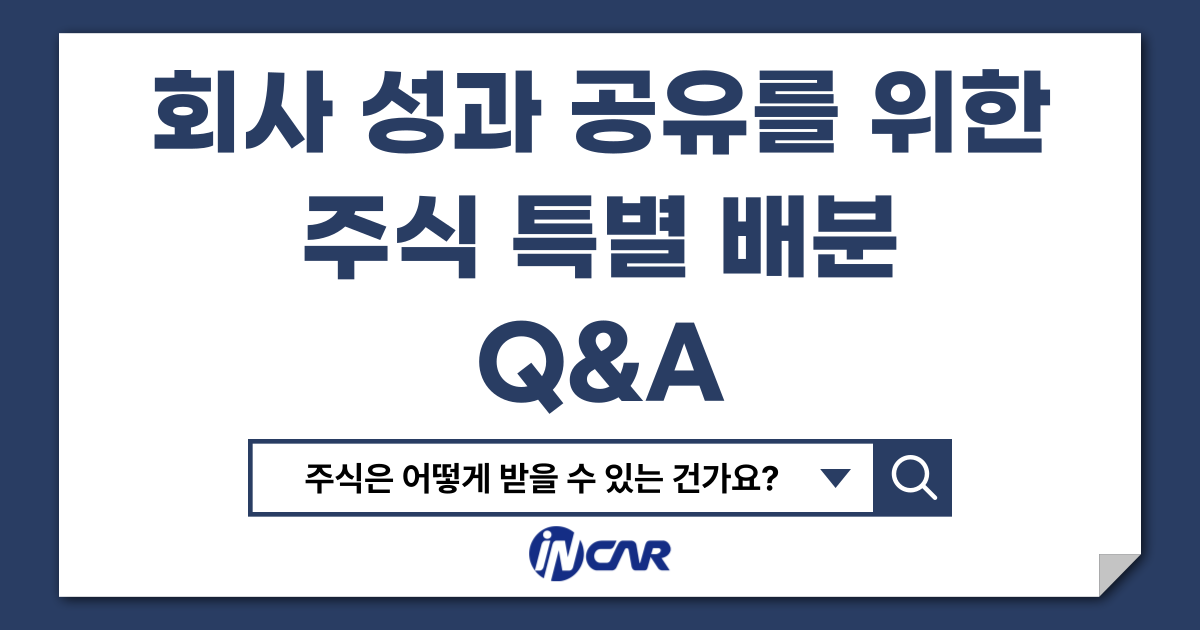 회사 성과 공유를 위한
주식 특별 배분
Q&A
주식은 어떻게 받을 수 있는 건가요?
iNCAR